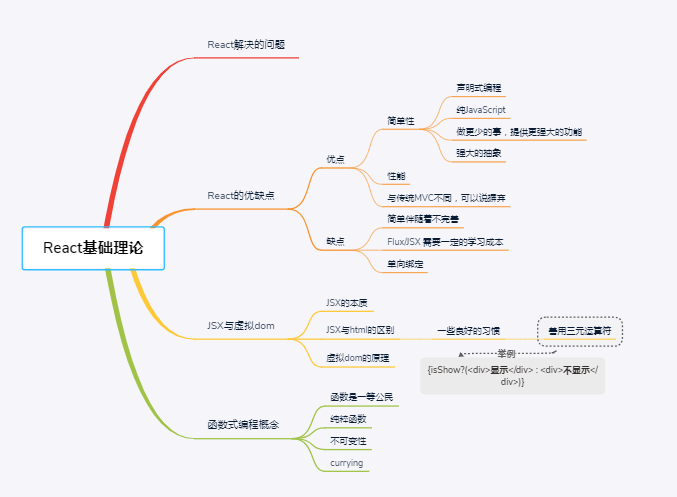 React基础理论
React解决的问题
React的优缺点
优点
简单性
声明式编程
纯JavaScript
做更少的事，提供更强大的功能
强大的抽象
性能
与传统MVC不同，可以说摒弃
缺点
简单伴随着不完善
Flux/JSX 需要一定的学习成本
单向绑定
JSX与虚拟dom
JSX的本质
JSX与html的区别
一些良好的习惯
善用三元运算符
举例
{isShow?(<div>显示</div> : <div>不显示</
div>)}
虚拟dom的原理
函数式编程概念
函数是一等公民
纯粹函数
不可变性
currying